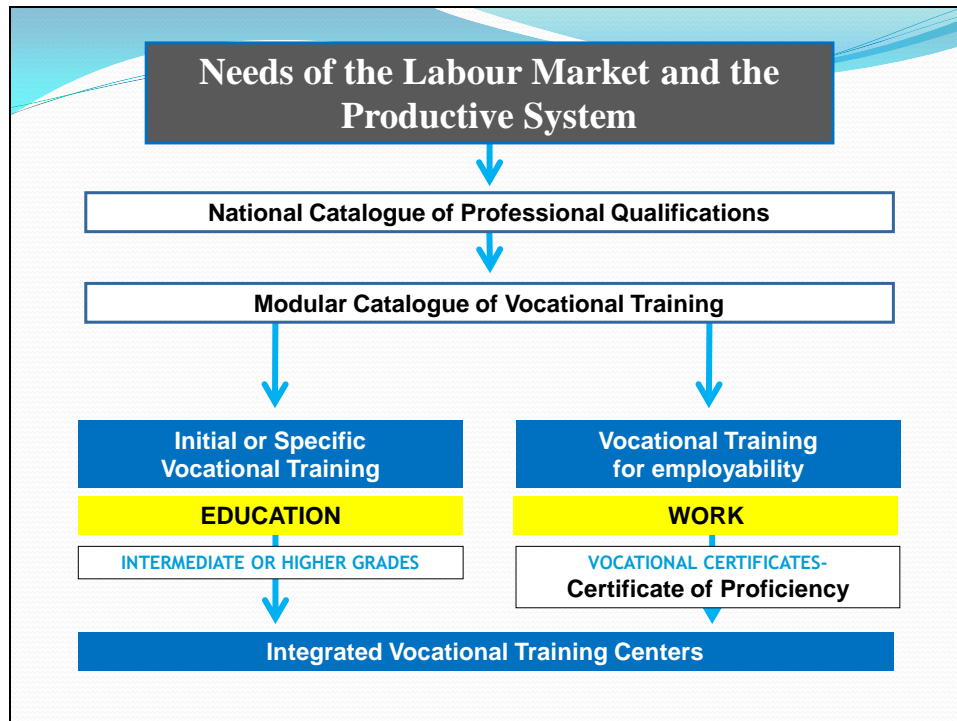 Needs of the Labour Market and the
Productive System
National Catalogue of Professional Qualifications
Modular Catalogue of Vocational Training
Initial or Specific
Vocational Training
EDUCATION
INTERMEDIATE OR HIGHER GRADES
Vocational Training
for employability
WORK
VOCATIONAL CERTIFICATES-
Certificate of Proficiency
Integrated Vocational Training Centers